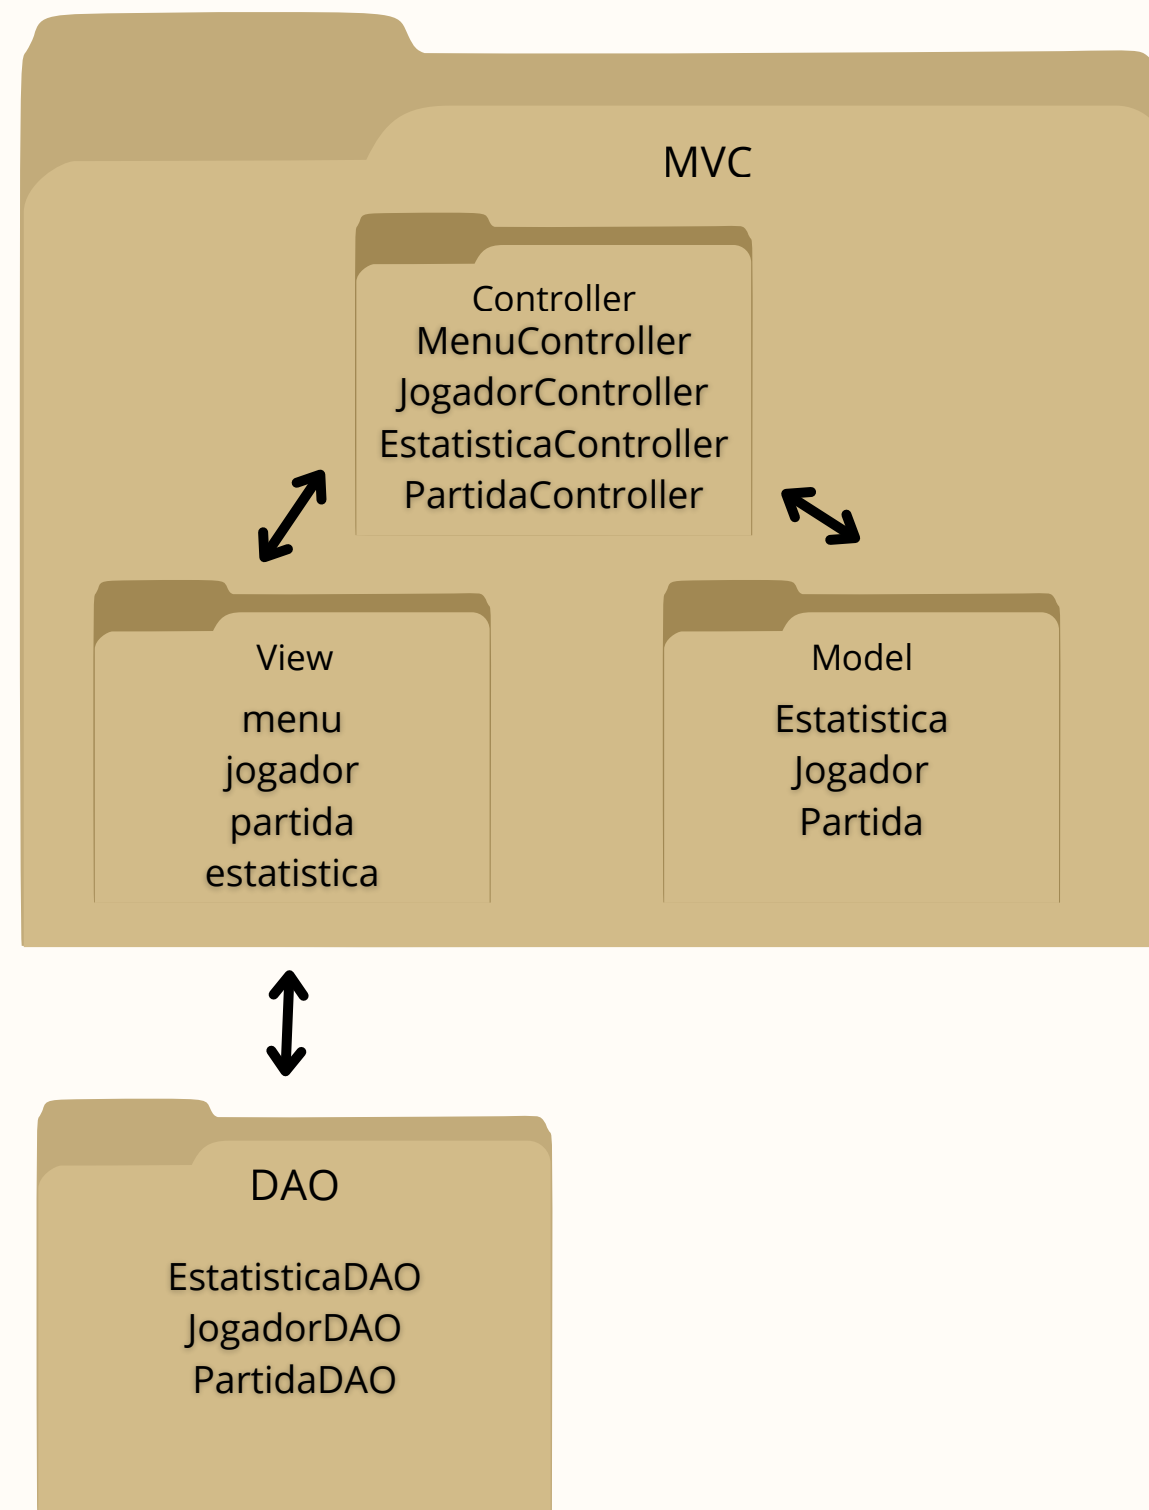 MVC
Controller
MenuController
JogadorController
EstatisticaController
PartidaController
View
menu
jogador
partida
estatistica
Model
Estatistica
Jogador
Partida
DAO
EstatisticaDAO
JogadorDAO
PartidaDAO